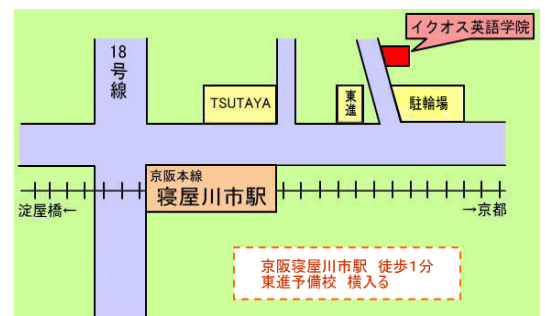 イクオス英語学院
18号線
TSUTAYA
東進
駐輪場
京阪本線
寝屋川市駅
淀屋橋←
→京都
京阪寝屋川市駅 徒歩1分
東進予備校 横入る